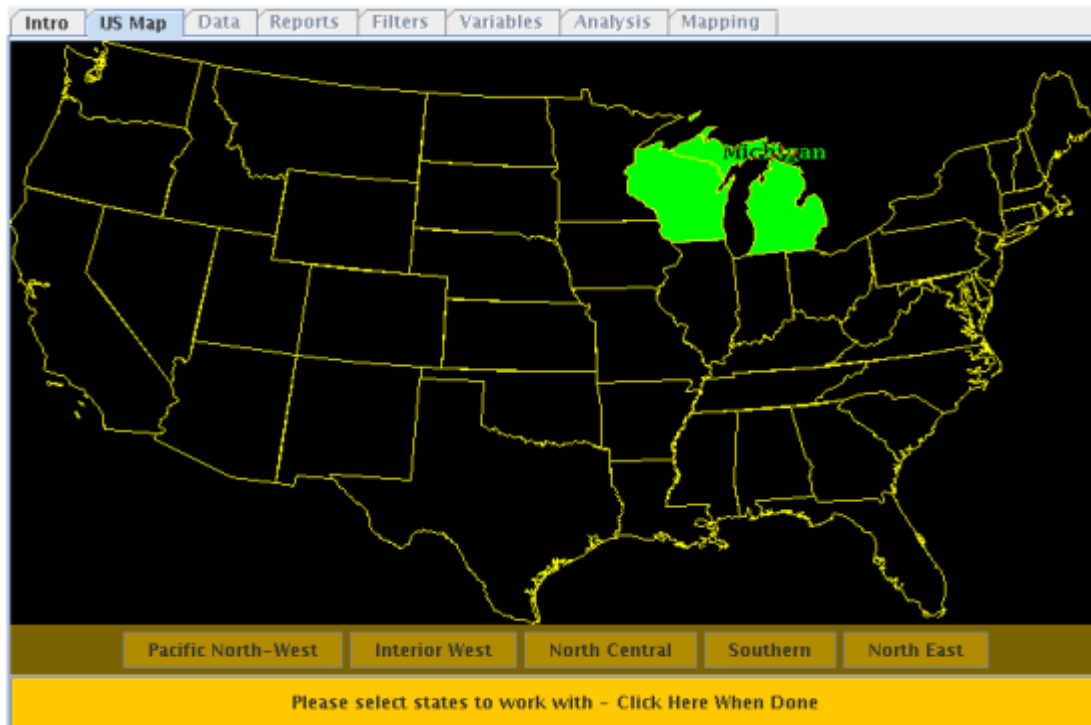 Intro US Map Data Reports Filters Variables Analysis Mapping
Michigan
Pacific North-West Interior West North Central Southern North East
Please select states to work with - Click Here When Done